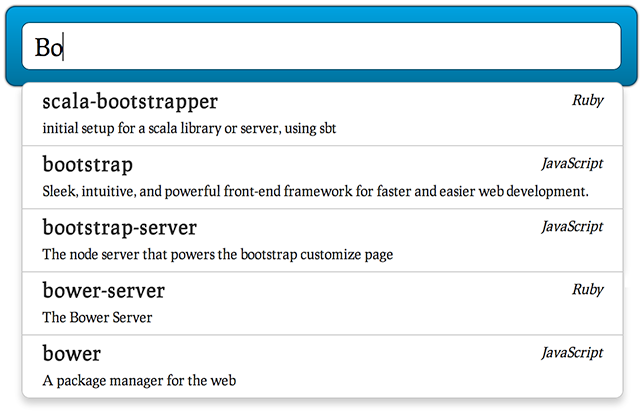 Bo
scala-bootstrapper Ruby
initial setup for a scala library or server, using sbt
bootstrap JavaScript
Sleek, intuitive, and powerful front-end framework for faster and easier web development.
bootstrap-server JavaScript
The node server that powers the bootstrap customize page
bower-server Ruby
The Bower Server
bower JavaScript
A package manager for the web